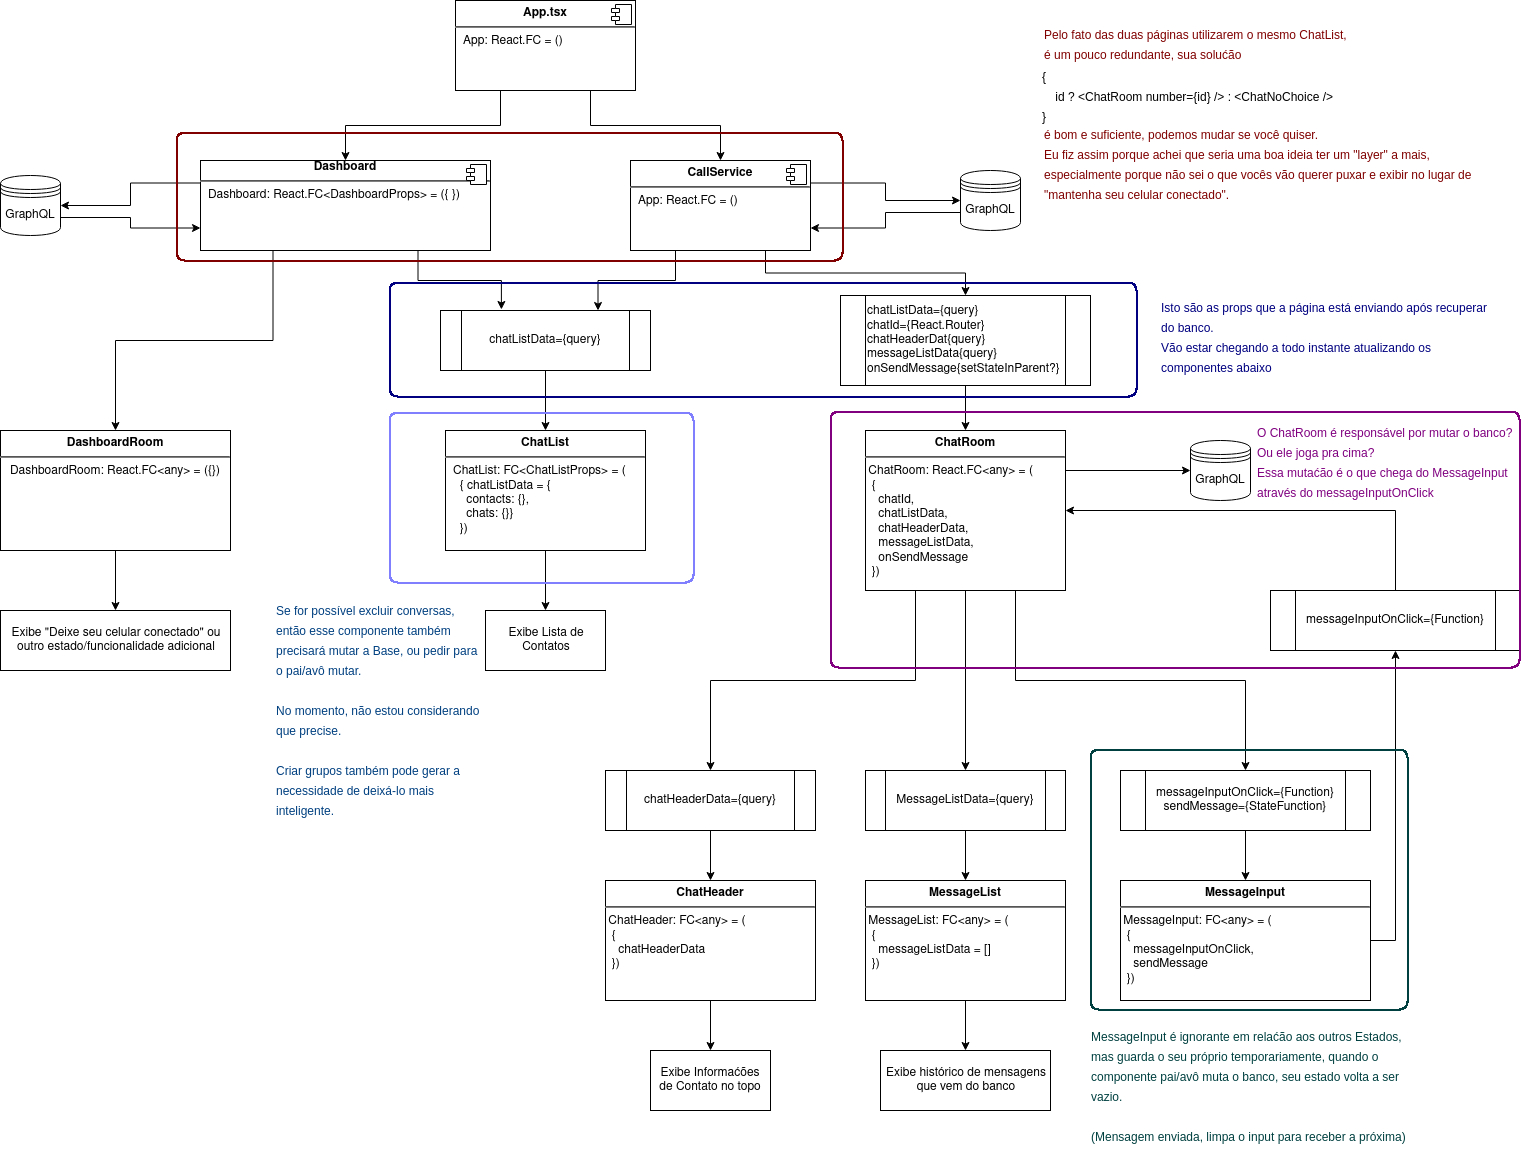 App.tsx
App: React.FC = ()
Pelo fato das duas páginas utilizarem o mesmo ChatList,
é um pouco redundante, sua solućão
{
id ? <ChatRoom number={id} /> : <ChatNoChoice />
}
é bom e suficiente, podemos mudar se você quiser.
Eu fiz assim porque achei que seria uma boa ideia ter um "layer" a mais,
especialmente porque não sei o que vocês vão querer puxar e exibir no lugar de
"mantenha seu celular conectado".
GraphQL
Dashboard
Dashboard: React.FC<DashboardProps> = ({ })
CallService
App: React.FC = ()
GraphQL
chatListData={query}
chatListData={query}
chatId={React.Router}
chatHeaderDat{query}
messageListData{query}
onSendMessage{setStateInParent?}
Isto são as props que a página está enviando após recuperar
do banco.
Vão estar chegando a todo instante atualizando os
componentes abaixo
DashboardRoom
DashboardRoom: React.FC<any> = ({})
ChatList
ChatList: FC<ChatListProps> = (
{ chatListData = {
contacts: {},
chats: {}}
})
ChatRoom
ChatRoom: React.FC<any> = (
{
chatId,
chatListData,
chatHeaderData,
messageListData,
onSendMessage
})
GraphQL
O ChatRoom é responsável por mutar o banco?
Ou ele joga pra cima?
Essa mutaćão é o que chega do MessageInput
através do messageInputOnClick
messageInputOnClick={Function}
Exibe "Deixe seu celular conectado" ou
outro estado/funcionalidade adicional
Se for possível excluir conversas,
então esse componente também
precisará mutar a Base, ou pedir para
o pai/avô mutar.
No momento, não estou considerando
que precise.
Criar grupos também pode gerar a
necessidade de deixá-lo mais
inteligente.
Exibe Lista de
Contatos
chatHeaderData={query}
MessageListData={query}
messageInputOnClick={Function}
sendMessage={StateFunction}
ChatHeader
ChatHeader: FC<any> = (
{
chatHeaderData
})
MessageList
MessageList: FC<any> = (
{
messageListData = []
})
MessageInput
MessageInput: FC<any> = (
{
messageInputOnClick,
sendMessage
})
Exibe Informaćões
de Contato no topo
Exibe histórico de mensagens
que vem do banco
MessageInput é ignorante em relaćão aos outros Estados,
mas guarda o seu próprio temporariamente, quando o
componente pai/avô muta o banco, seu estado volta a ser
vazio.
(Mensagem enviada, limpa o input para receber a próxima)